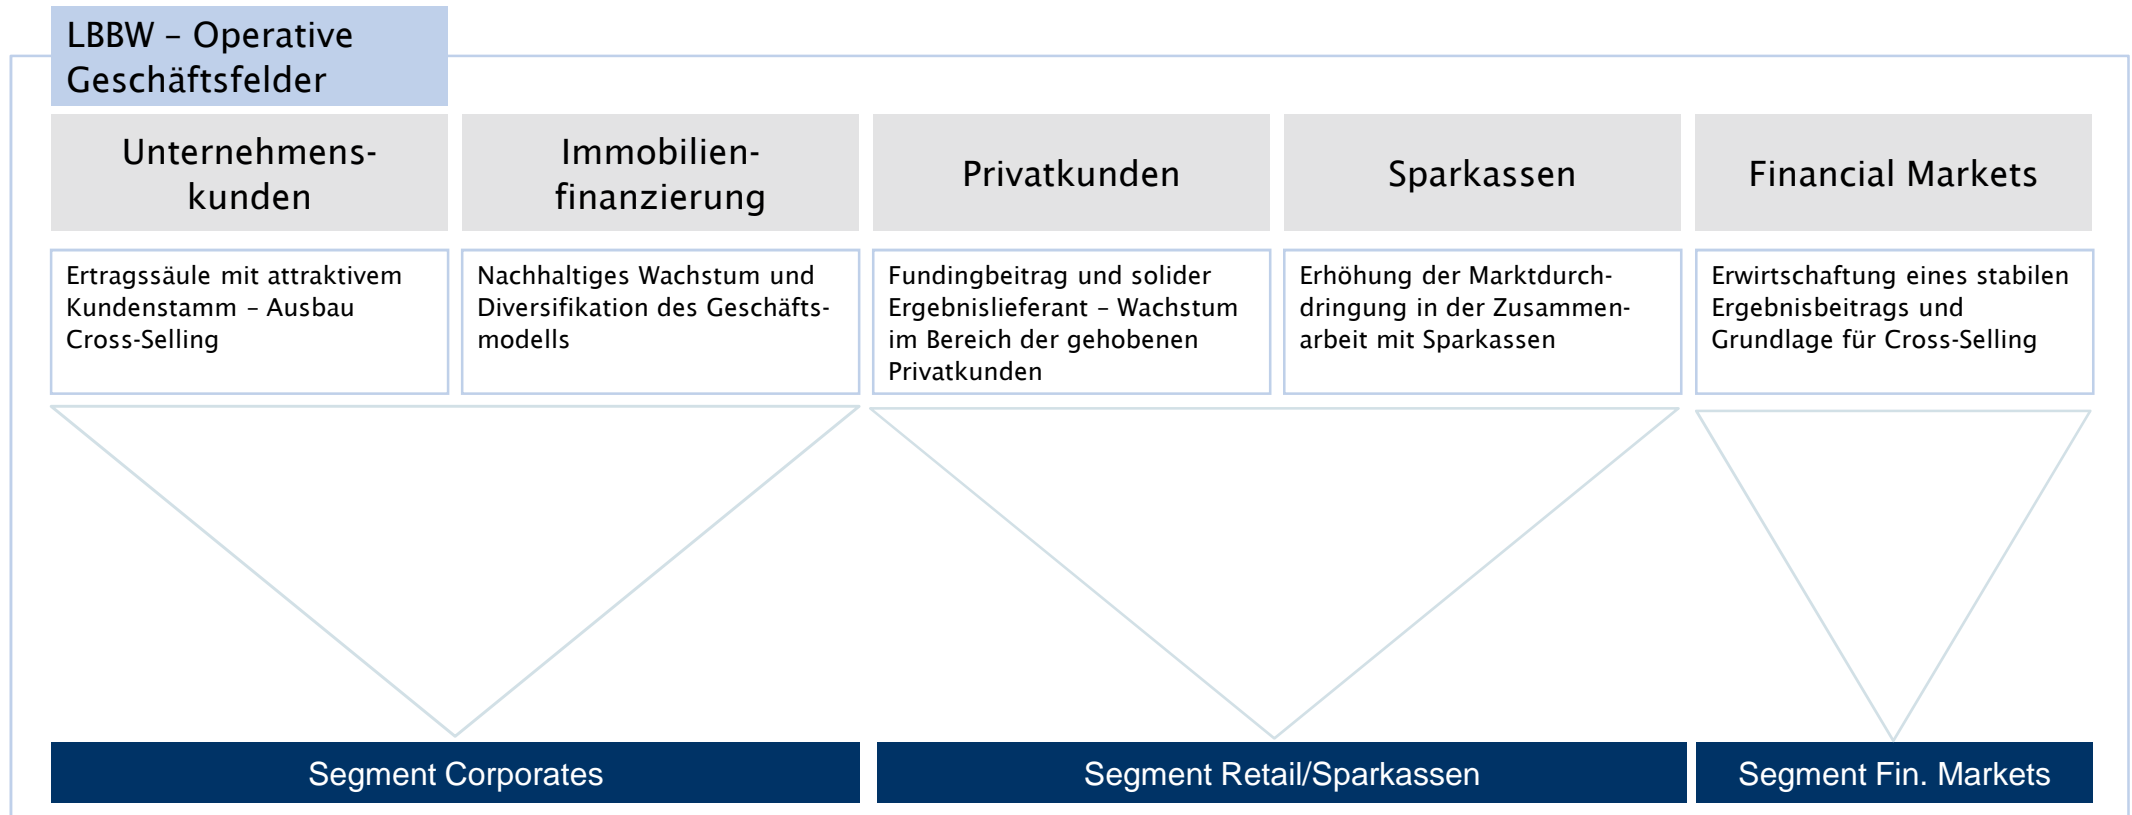 LBBW – Operative
Geschäftsfelder
Unternehmens-
kunden
Immobilien-
finanzierung
Privatkunden
Sparkassen
Financial Markets
Ertragssäule mit attraktivem
Kundenstamm – Ausbau
Cross-Selling
Nachhaltiges Wachstum und
Diversifikation des Geschäfts-
modells
Fundingbeitrag und solider
Ergebnislieferant – Wachstum
im Bereich der gehobenen
Privatkunden
Erhöhung der Marktdurch-
dringung in der Zusammen-
arbeit mit Sparkassen
Erwirtschaftung eines stabilen
Ergebnisbeitrags und
Grundlage für Cross-Selling
Segment Corporates
Segment Retail/Sparkassen
Segment Fin. Markets